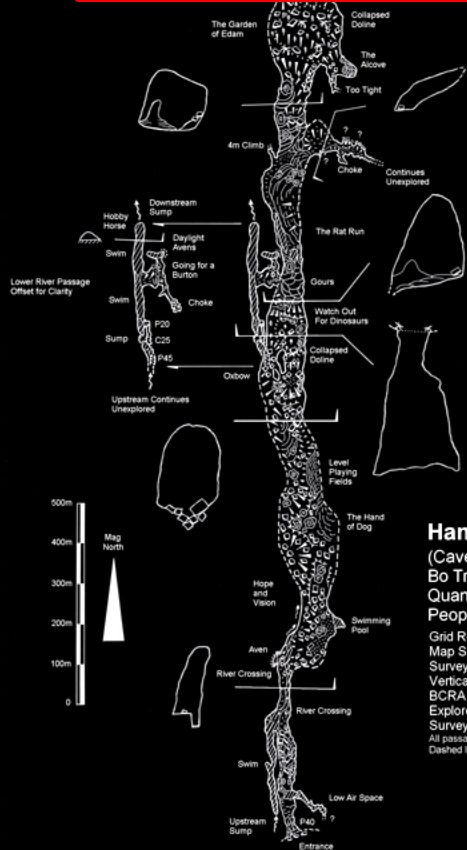 The Garden
of Edam
Collapsed
Doline
The
Alcove
Too Tight
4m Climb
?
?
?
Choke
Continues
Unexplored
Downstream
Sump
Hobby
Horse
Daylight
Avens
Swim
Going for a
Burton
The Rat Run
Lower River Passage
Offset for Clarity
Gours
Swim
Choke
Watch Out
For Dinosaurs
P20
Sump
C25
Collapsed
Doline
P45
Oxbow
Upstream Continues
Unexplored
Level
Playing
Fields
500m
Mag
North
400m
300m
200m
100m
0
The Hand
of Dog
Han
(Cave
Bo Tr
Quan
Peop
Grid R
Map S
Survey
Vertica
BCRA
Explore
Survey
All passa
Dashed l
Hope
and
Vision
Swimming
Pool
Aven
River Crossing
River Crossing
Swim
Low Air Space
?
Upstream
Sump
P40
Entrance